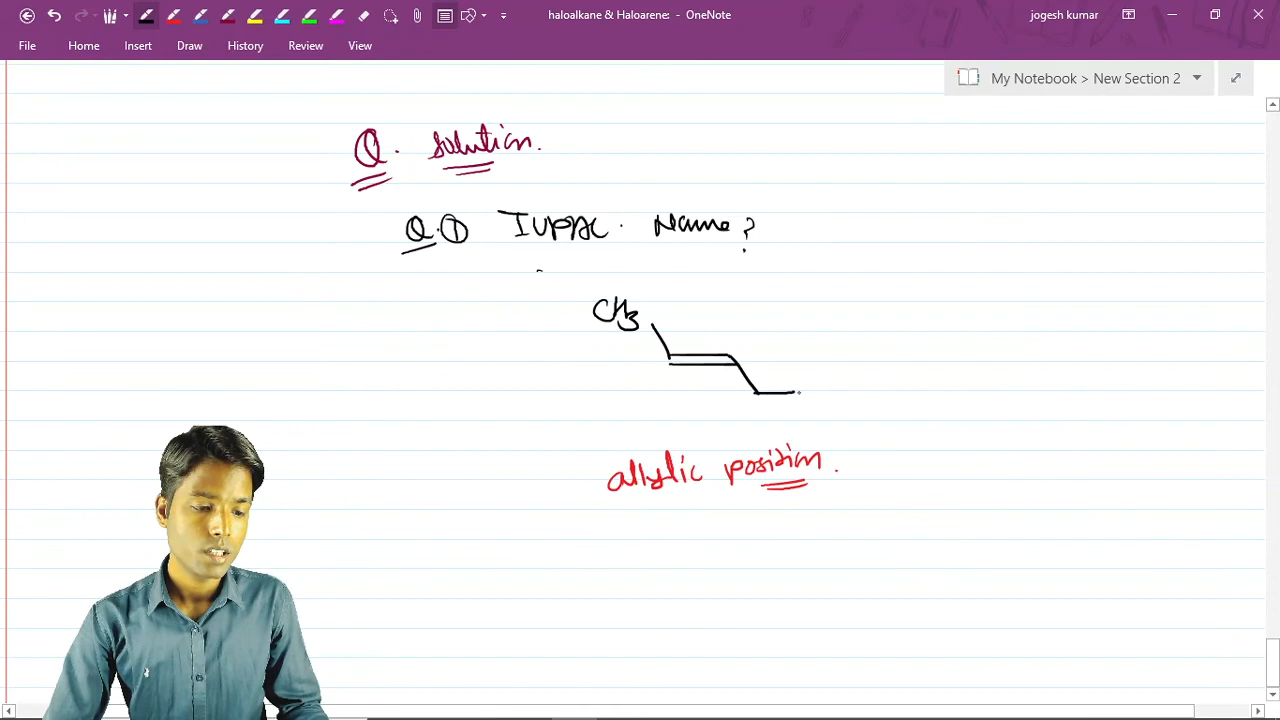 haloalkane & Haloarene: - OneNote
jogesh kumar
File Home Insert Draw History Review View
My Notebook > New Section 2
Q. Solution.
Q.① IUPAC. Name?
CH3
allylic position.